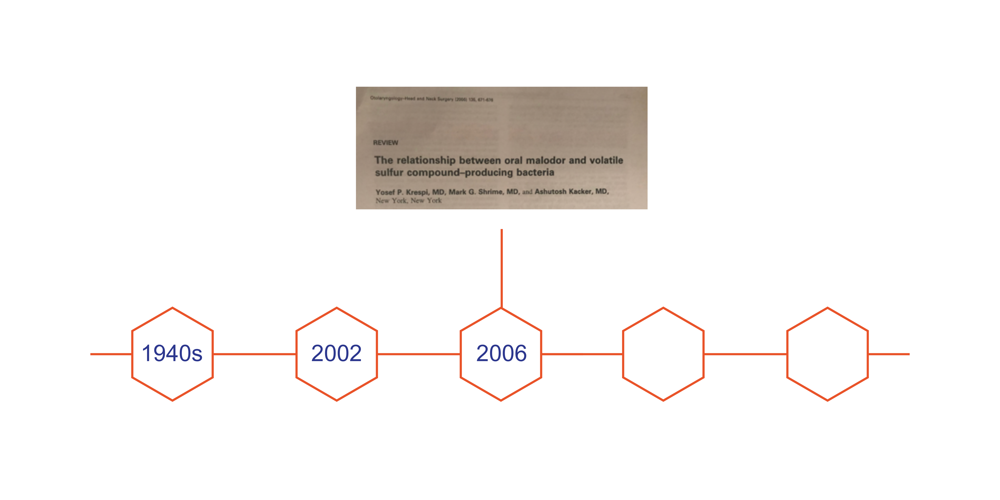 Otolaryngology–Head and Neck Surgery (2006) 135, 671-676
REVIEW
The relationship between oral malodor and volatile
sulfur compound–producing bacteria
Yosef P. Krespi, MD, Mark G. Shrime, MD, and Ashutosh Kacker, MD,
New York, New York
1940s
2002
2006